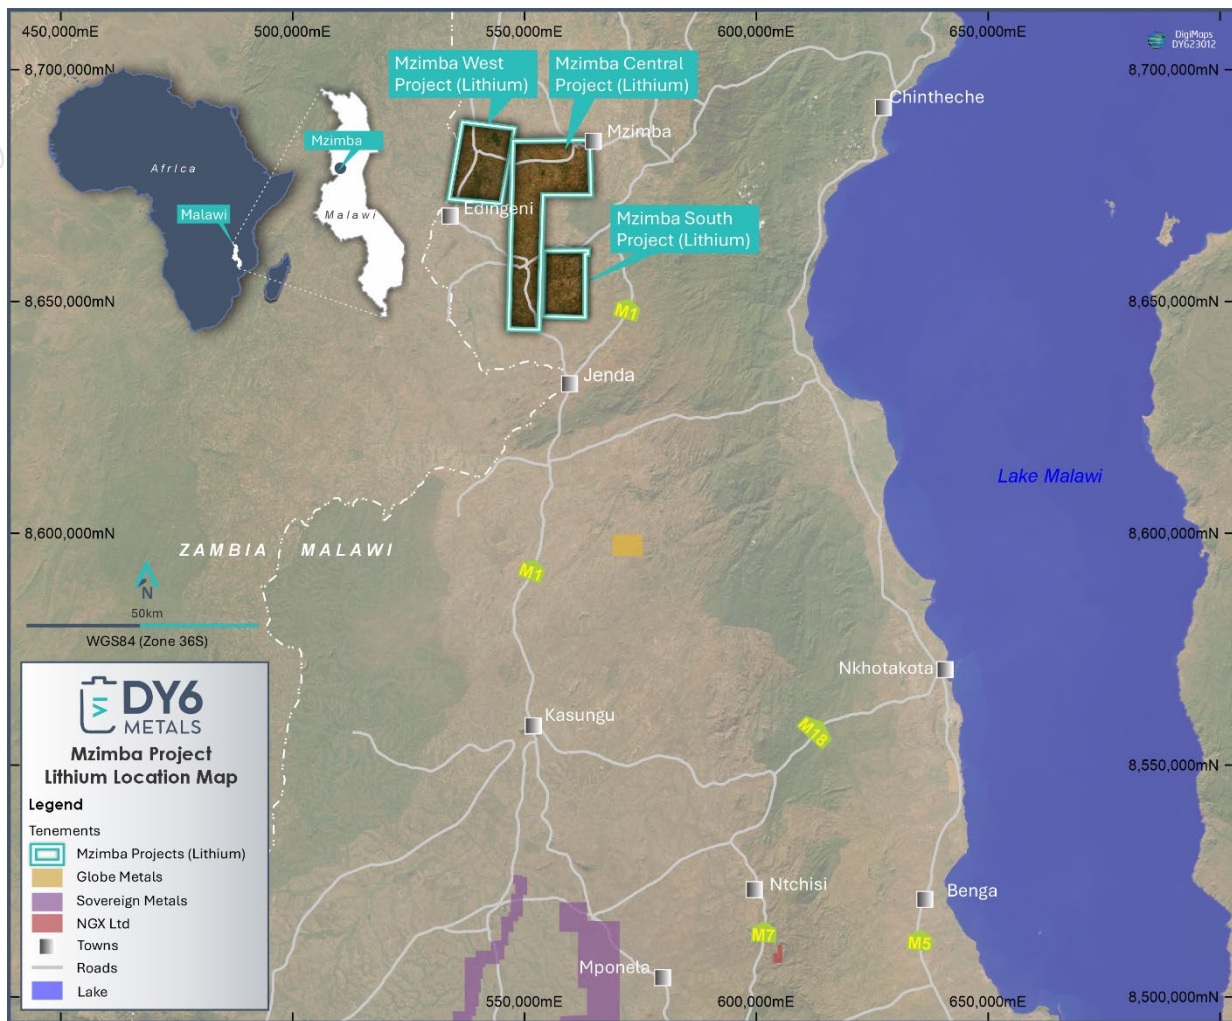 450,000mE
500,000mE
550,000mE
600,000mE
650,000mE
DigiMaps
DY623012
8,700,000mN
8,700,000mN
Mzimba West
Project (Lithium)
Mzimba Central
Project (Lithium)
Chintheche
Mzimba
Mzimba
Africa
Malawi
Malawi
Edingeni
Mzimba South
Project (Lithium)
8,650,000mN
8,650,000mN
M1
Jenda
Lake Malawi
8,600,000mN
8,600,000mN
ZAMBIA
MALAWI
M1
N
50km
WGS84 (Zone 36S)
Nkhotakota
Kasungu
M18
8,550,000mN
DY6
METALS
Mzimba Project
Lithium Location Map
Legend
Tenements
Mzimba Projects (Lithium)
Globe Metals
Sovereign Metals
NGX Ltd
Towns
Roads
Lake
Ntchisi
Benga
M7
M5
Mponela
550,000mE
600,000mE
650,000mE
8,500,000mN